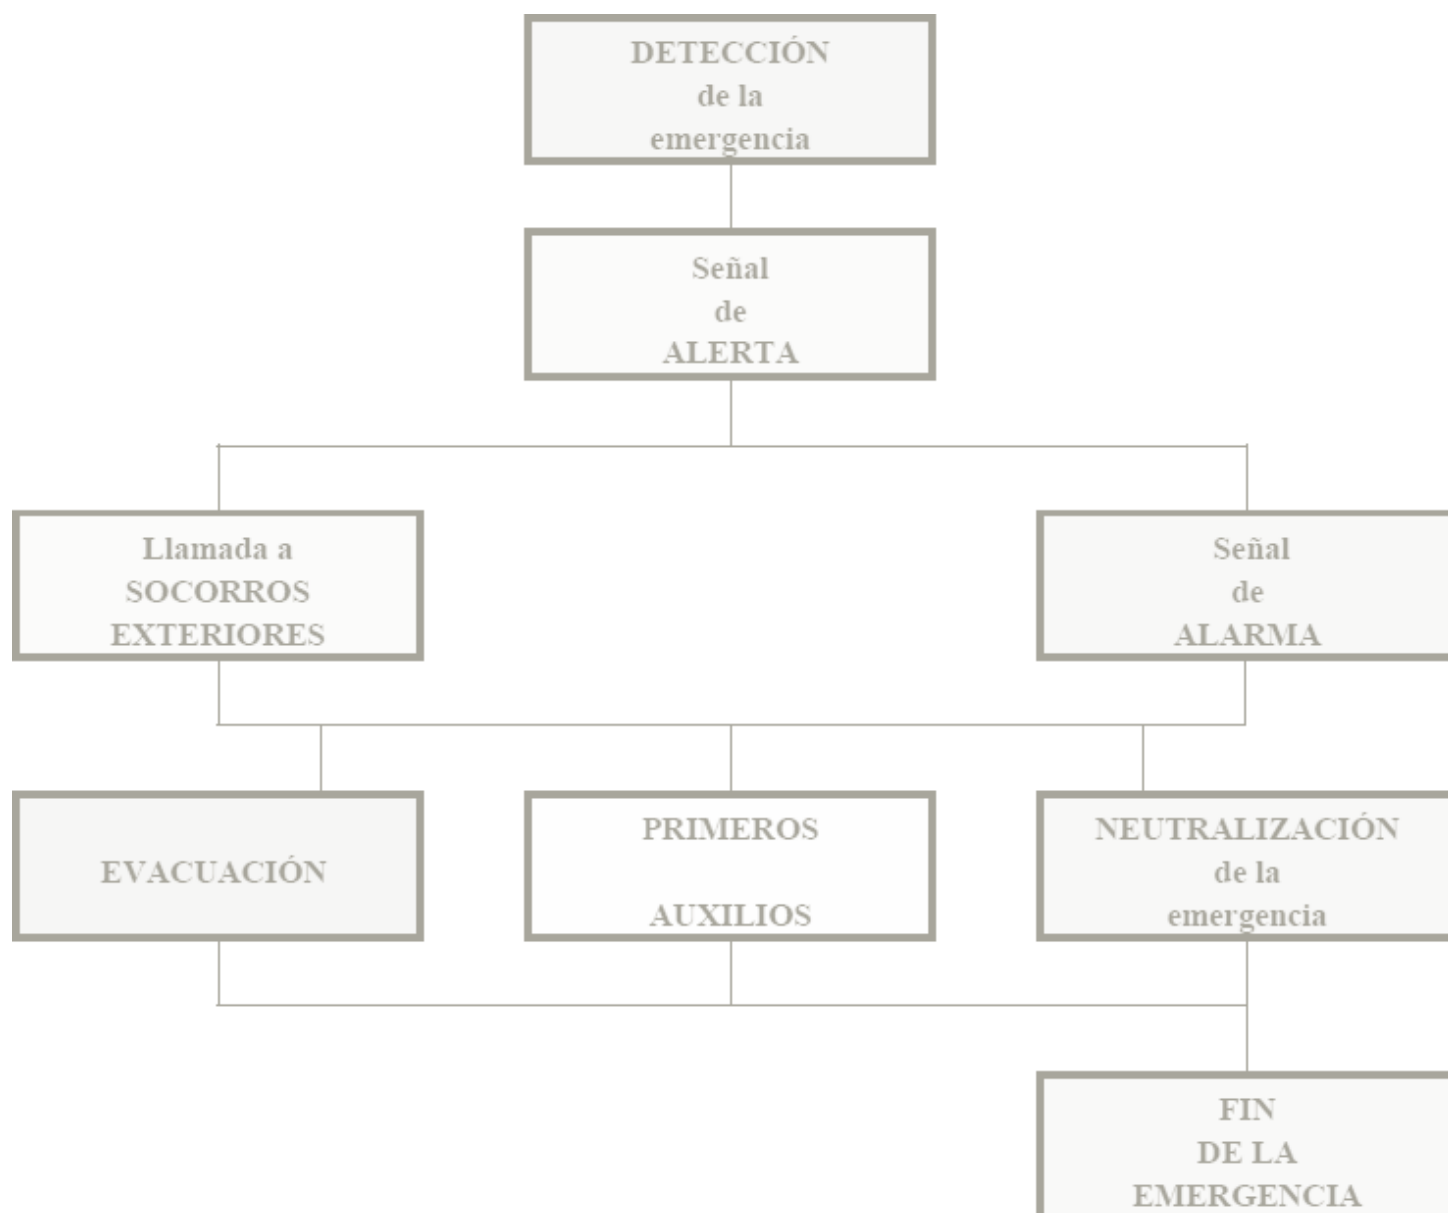 DETECCIÓN
de la
emergencia
Señal
de
ALERTA
Llamada a
SOCORROS
EXTERIORES
Señal
de
ALARMA
EVACUACIÓN
PRIMEROS
AUXILIOS
NEUTRALIZACIÓN
de la
emergencia
FIN
DE LA
EMERGENCIA